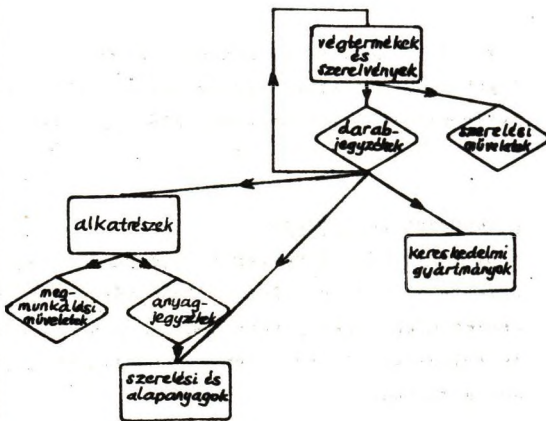 végtermékek
és
szerelvények
darab-
jegyzékek
szerelési
műveletek
alkatrészek
kereskedelmi
gyártmányok
meg-
munkálási
műveletek
anyag-
jegyzékek
szerelési és
alapanyagok